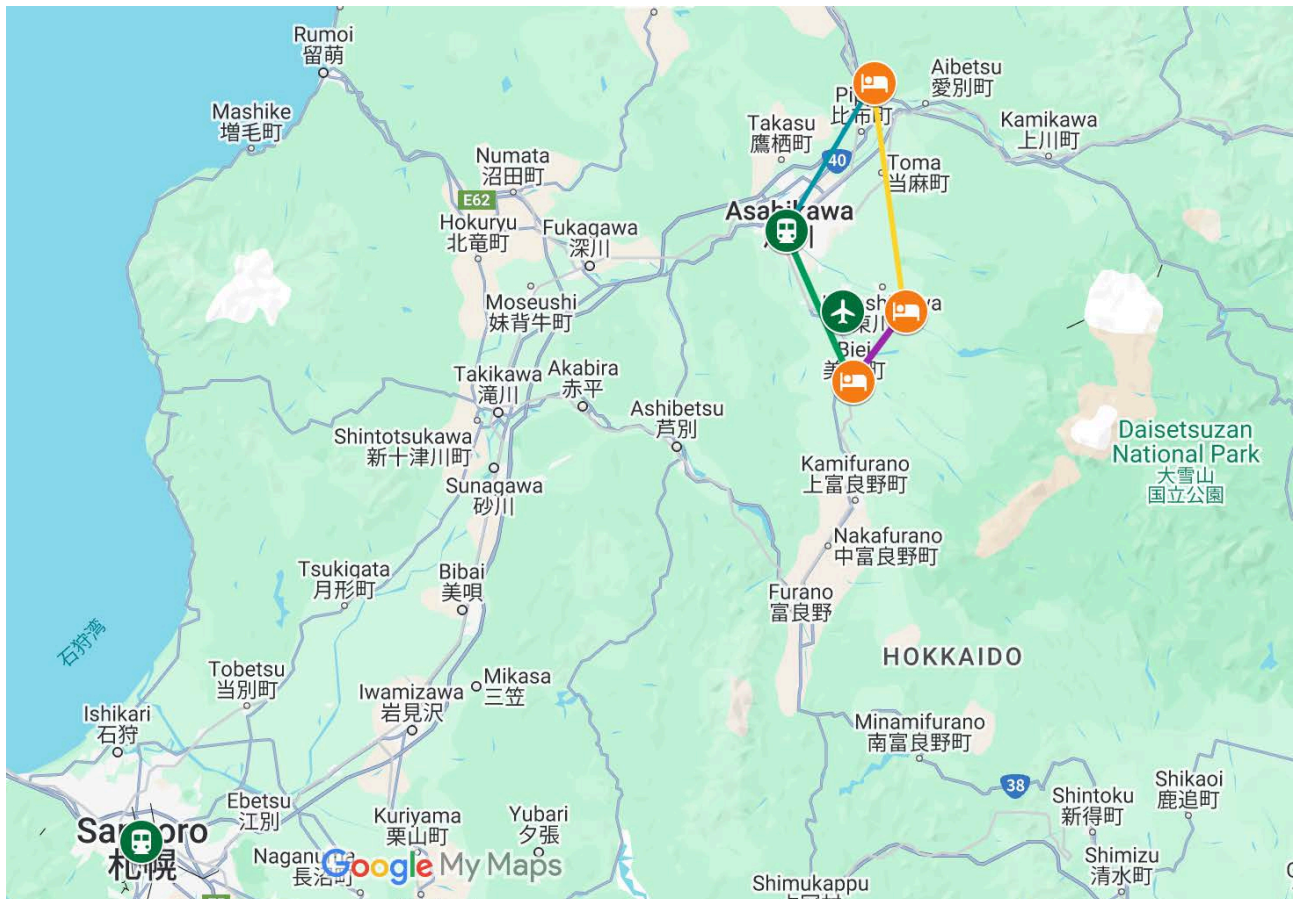 Rumoi
留萌
Mashike
増毛町
Aibetsu
愛別町
比布町
Kamikawa
上川町
Takasu
鷹栖町
40
Toma
当麻町
Numata
沼田町
E62
Hokuryu
北竜町
Fukagawa
深川
Asahikawa
Moseushi
妹背牛町
Biei
Takikawa
滝川
Akabira
赤平
Ashibetsu
芦別
Shintotsukawa
新十津川町
Sunagawa
砂川
Daisetsuzan
National Park
大雪山
国立公園
Kamifurano
上富良野町
Nakafurano
中富良野町
Tsukigata
月形町
Bibai
美唄
Furano
富良野
石狩湾
HOKKAIDO
Tobetsu
当別町
Mikasa
三笠
Iwamizawa
岩見沢
Ishikari
石狩
Minamifurano
南富良野町
38
Shikaoi
鹿追町
Shintoku
新得町
Ebetsu
江別
Kuriyama
栗山町
Yubari
夕張
札幌
長沼町
Google My Maps
Shimizu
清水町
Shimukappu